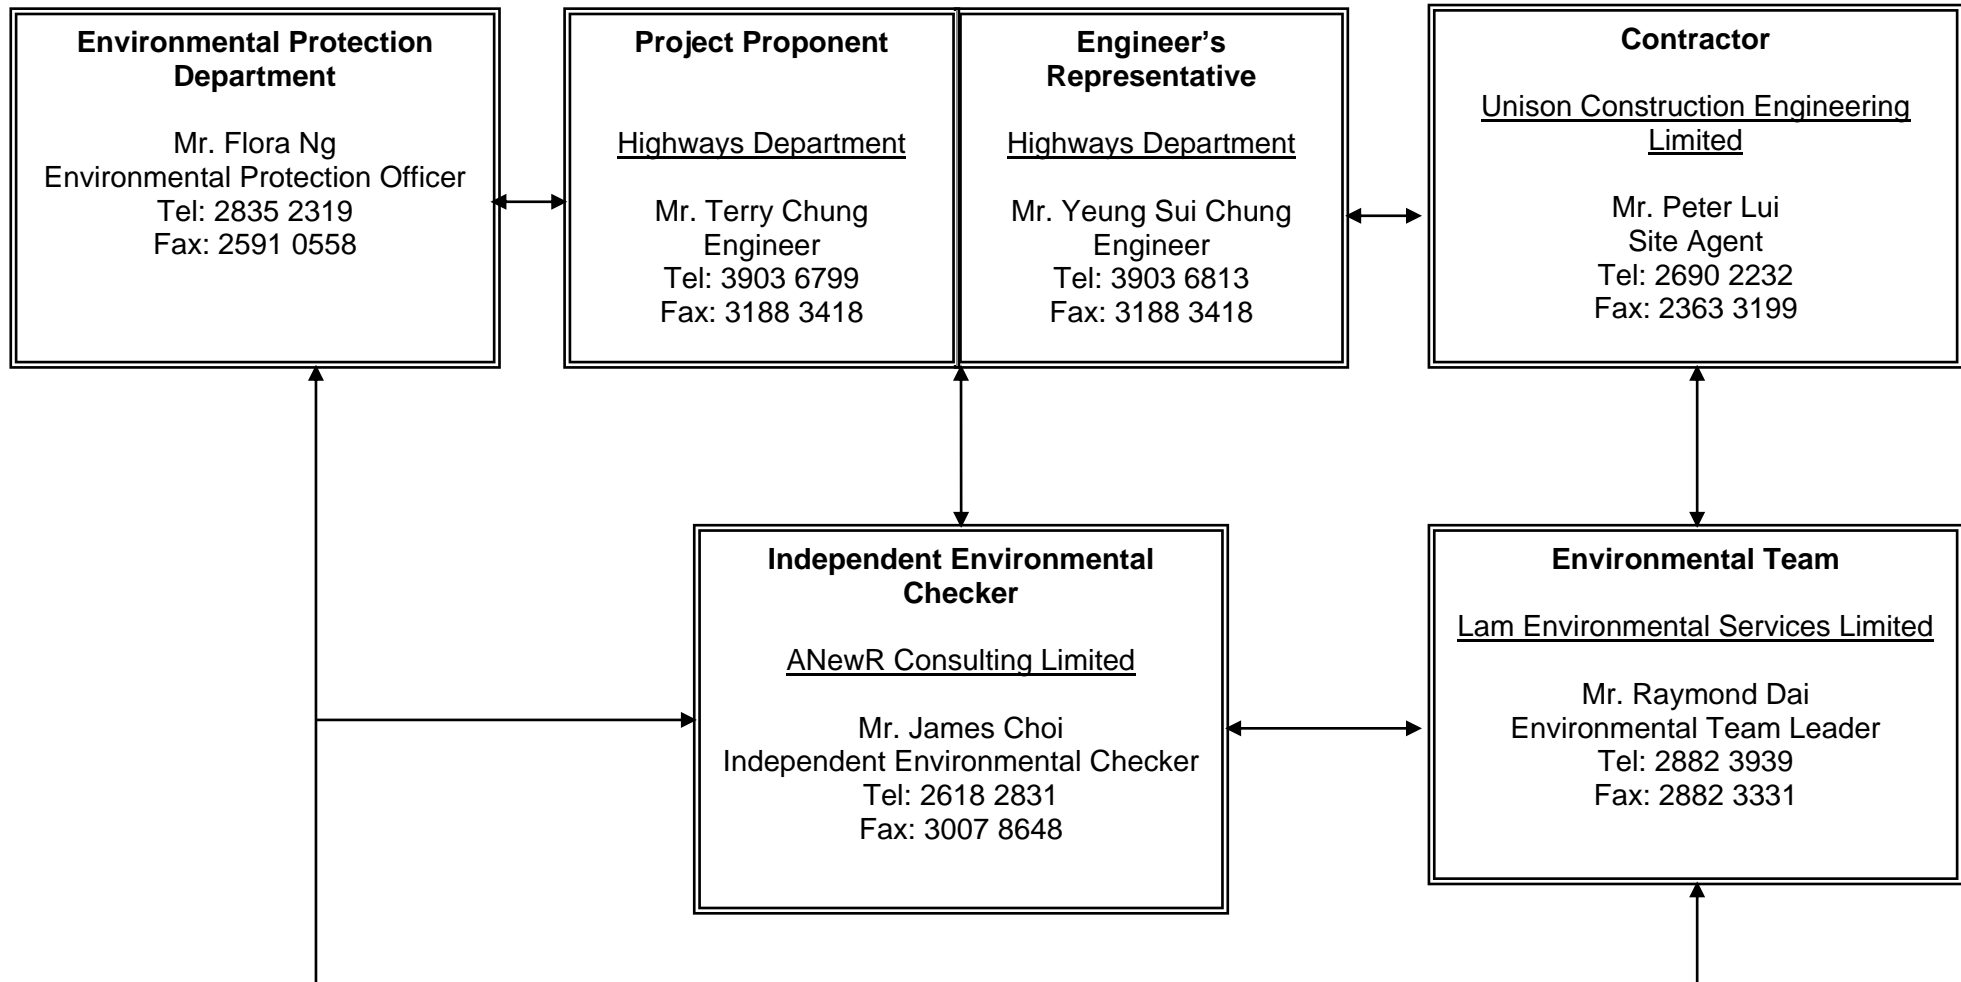 Environmental Protection
Department
Mr. Flora Ng
Environmental Protection Officer
Tel: 2835 2319
Fax: 2591 0558
Project Proponent
Highways Department
Mr. Terry Chung
Engineer
Tel: 3903 6799
Fax: 3188 3418
Engineer’s
Representative
Highways Department
Mr. Yeung Sui Chung
Engineer
Tel: 3903 6813
Fax: 3188 3418
Contractor
Unison Construction Engineering
Limited
Mr. Peter Lui
Site Agent
Tel: 2690 2232
Fax: 2363 3199
Independent Environmental
Checker
ANewR Consulting Limited
Mr. James Choi
Independent Environmental Checker
Tel: 2618 2831
Fax: 3007 8648
Environmental Team
Lam Environmental Services Limited
Mr. Raymond Dai
Environmental Team Leader
Tel: 2882 3939
Fax: 2882 3331